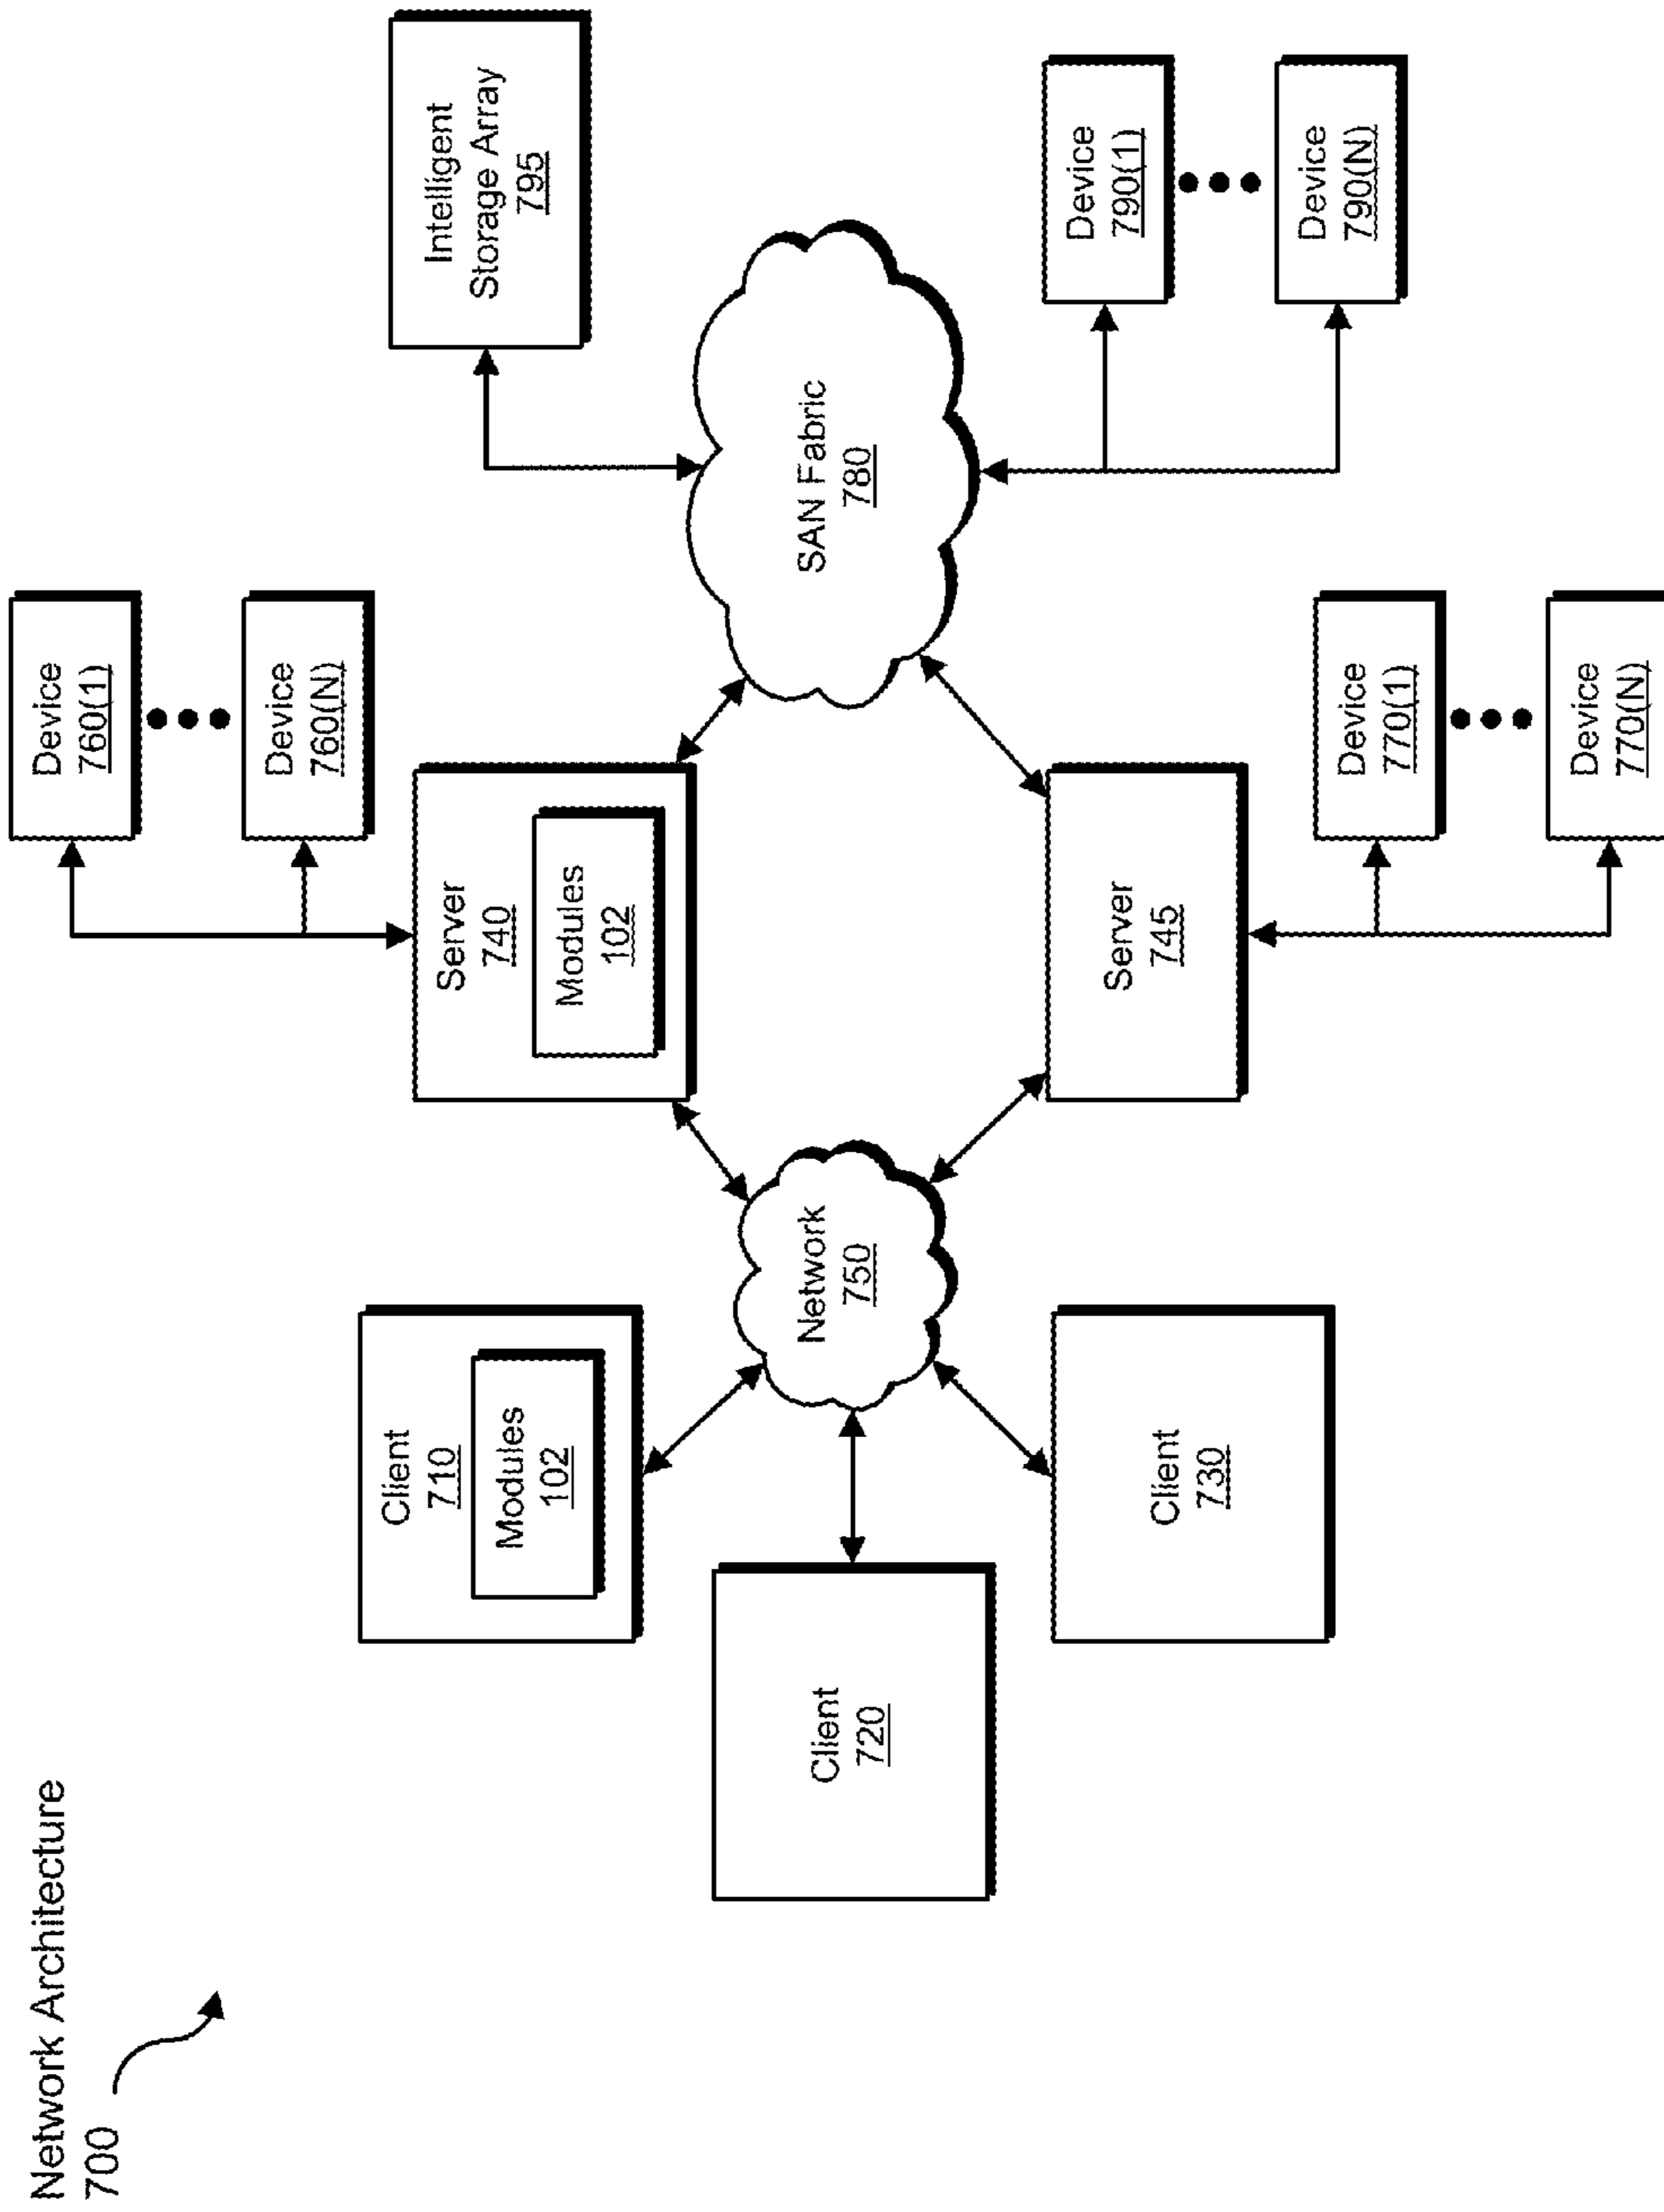 Network Architecture
700
Device
760(1)
Device
760(N)
Intelligent
Storage Array
795
Client
710
Modules
102
Server
740
Modules
102
Client
720
Network
750
SAN Fabric
780
Client
730
Server
745
Device
790(1)
Device
790(N)
Device
770(1)
Device
770(N)